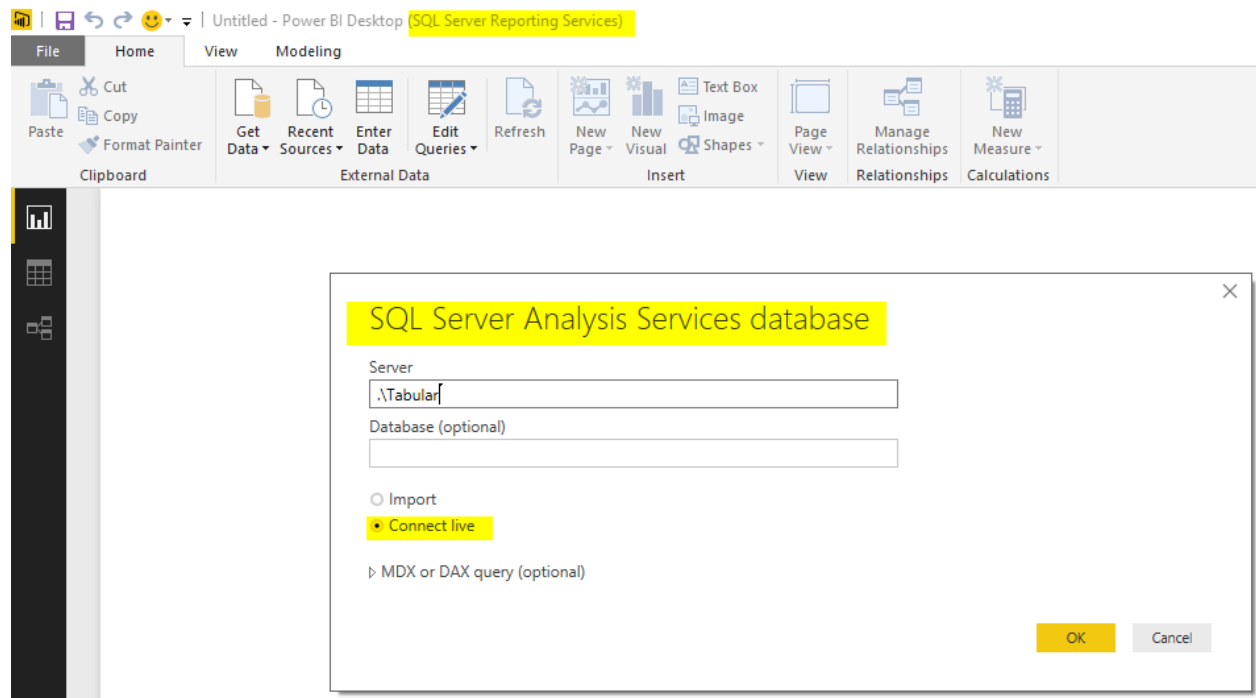 Untitled - Power BI Desktop (SQL Server Reporting Services)
File Home View Modeling
Paste
Cut
Copy
Format Painter
Clipboard
Get Data
Recent Sources
Enter Data
Edit Queries
Refresh
External Data
New Page
New Visual
Text Box
Image
Shapes
Insert
Page View
View
Manage Relationships
Relationships
New Measure
Calculations
SQL Server Analysis Services database
Server
.\Tabular
Database (optional)
Import
Connect live
MDX or DAX query (optional)
OK Cancel